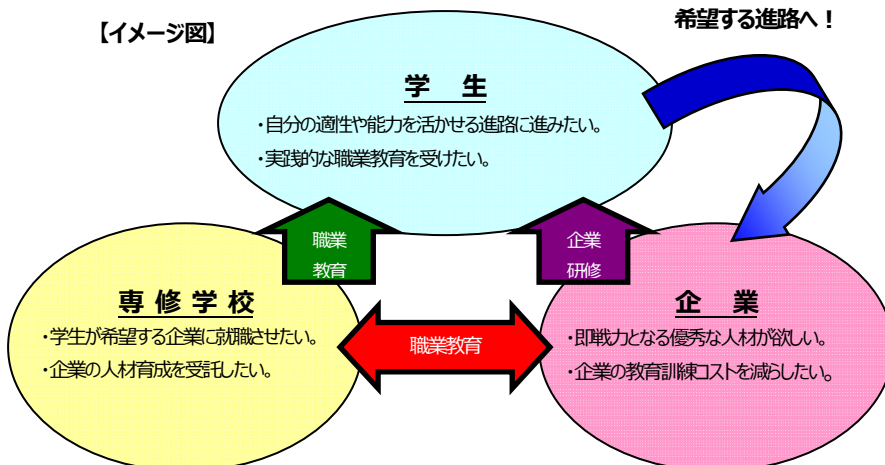 【イメージ図】
希望する進路へ！
学　生
・自分の適性や能力を活かせる進路に進みたい。
・実践的な職業教育を受けたい。
職業
教育
企業
研修
専 修 学 校
・学生が希望する企業に就職させたい。
・企業の人材育成を受託したい。
職業教育
企　業
・即戦力となる優秀な人材が欲しい。
・企業の教育訓練コストを減らしたい。